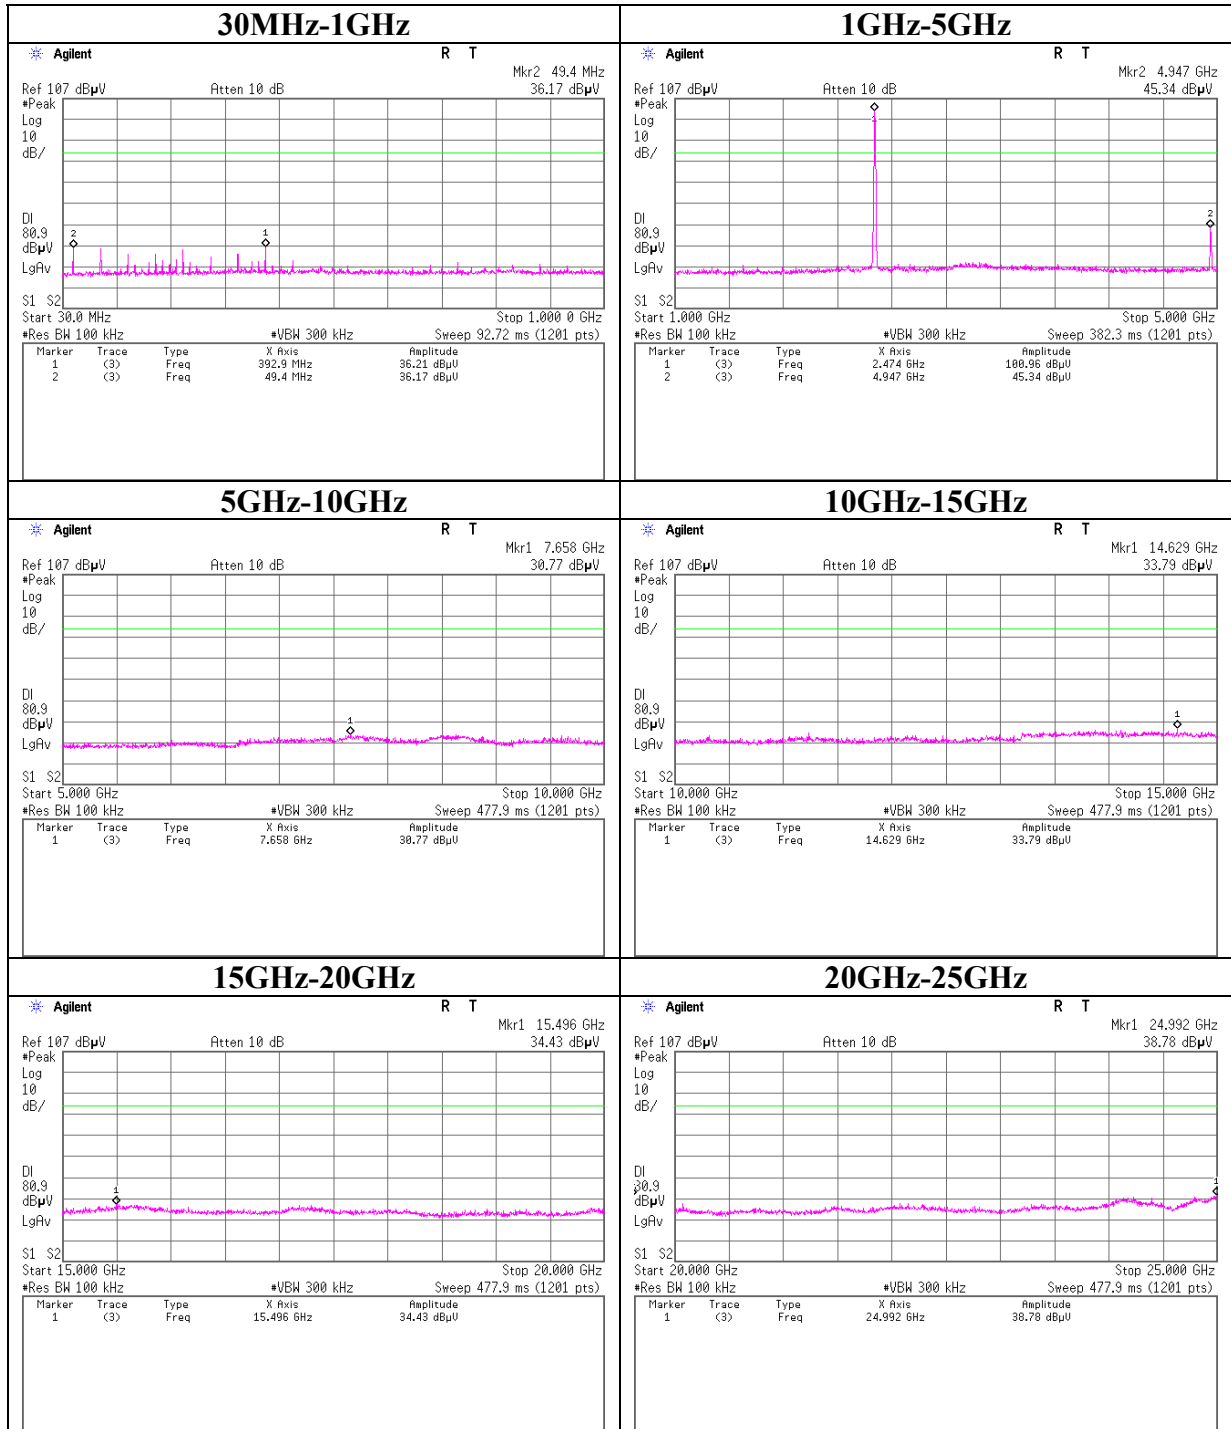 30MHz-1GHz
Agilent R T
Mkr2 49.4 MHz
Ref 107 dBµV Atten 10 dB 36.17 dBµV
#Peak
Log
10
dB/
DI
80.9
dBµV
LgAv
S1 S2
2
1
Start 30.0 MHz Stop 1.000 0 GHz
#Res BW 100 kHz #VBW 300 kHz Sweep 92.72 ms (1201 pts)
Marker Trace Type X Axis Amplitude
1 (3) Freq 392.9 MHz 36.21 dBµV
2 (3) Freq 49.4 MHz 36.17 dBµV
1GHz-5GHz
Agilent R T
Mkr2 4.947 GHz
Ref 107 dBµV Atten 10 dB 45.34 dBµV
#Peak
Log
10
dB/
DI
80.9
dBµV
LgAv
S1 S2
1
2
Start 1.000 GHz Stop 5.000 GHz
#Res BW 100 kHz #VBW 300 kHz Sweep 382.3 ms (1201 pts)
Marker Trace Type X Axis Amplitude
1 (3) Freq 2.474 GHz 100.96 dBµV
2 (3) Freq 4.947 GHz 45.34 dBµV
5GHz-10GHz
Agilent R T
Mkr1 7.658 GHz
Ref 107 dBµV Atten 10 dB 30.77 dBµV
#Peak
Log
10
dB/
DI
80.9
dBµV
LgAv
S1 S2
1
Start 5.000 GHz Stop 10.000 GHz
#Res BW 100 kHz #VBW 300 kHz Sweep 477.9 ms (1201 pts)
Marker Trace Type X Axis Amplitude
1 (3) Freq 7.658 GHz 30.77 dBµV
10GHz-15GHz
Agilent R T
Mkr1 14.629 GHz
Ref 107 dBµV Atten 10 dB 33.79 dBµV
#Peak
Log
10
dB/
DI
80.9
dBµV
LgAv
S1 S2
1
Start 10.000 GHz Stop 15.000 GHz
#Res BW 100 kHz #VBW 300 kHz Sweep 477.9 ms (1201 pts)
Marker Trace Type X Axis Amplitude
1 (3) Freq 14.629 GHz 33.79 dBµV
15GHz-20GHz
Agilent R T
Mkr1 15.496 GHz
Ref 107 dBµV Atten 10 dB 34.43 dBµV
#Peak
Log
10
dB/
DI
80.9
dBµV
LgAv
S1 S2
1
Start 15.000 GHz Stop 20.000 GHz
#Res BW 100 kHz #VBW 300 kHz Sweep 477.9 ms (1201 pts)
Marker Trace Type X Axis Amplitude
1 (3) Freq 15.496 GHz 34.43 dBµV
20GHz-25GHz
Agilent R T
Mkr1 24.992 GHz
Ref 107 dBµV Atten 10 dB 38.78 dBµV
#Peak
Log
10
dB/
DI
80.9
dBµV
LgAv
S1 S2
1
Start 20.000 GHz Stop 25.000 GHz
#Res BW 100 kHz #VBW 300 kHz Sweep 477.9 ms (1201 pts)
Marker Trace Type X Axis Amplitude
1 (3) Freq 24.992 GHz 38.78 dBµV